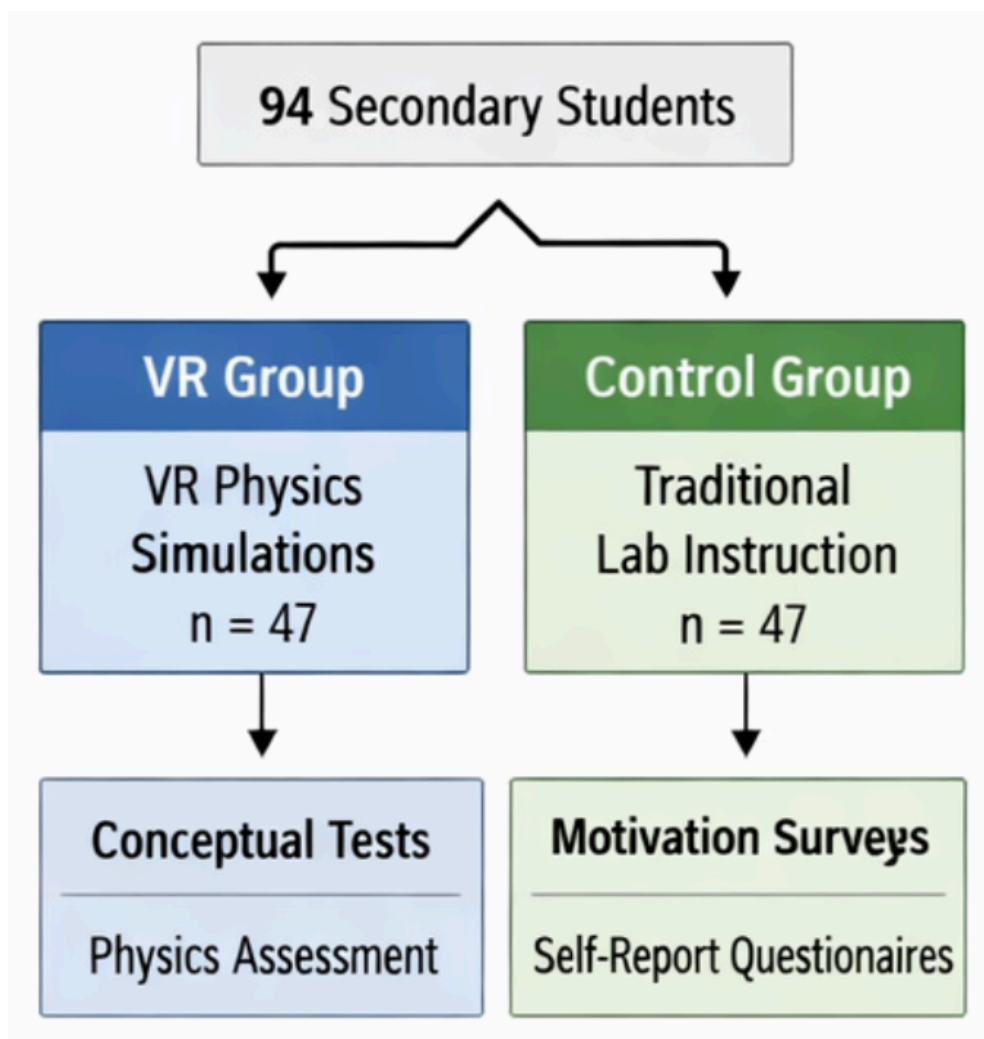 94 Secondary Students
VR Group
VR Physics
Simulations
n = 47
Control Group
Traditional
Lab Instruction
n = 47
Conceptual Tests
Physics Assessment
Motivation Surveys
Self-Report Questionaires